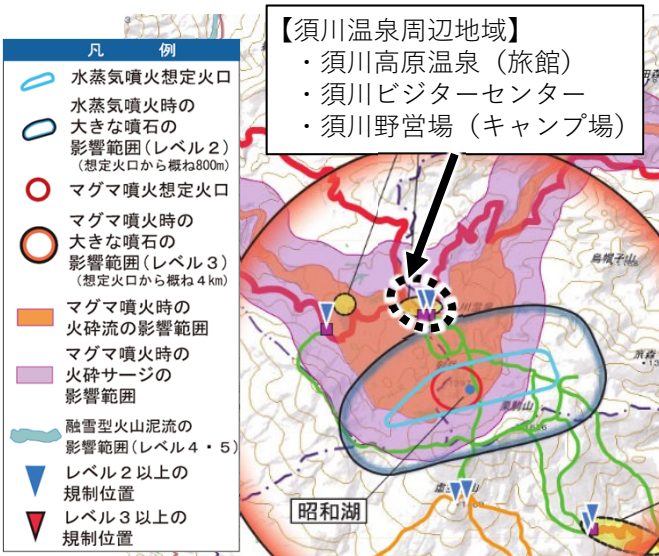 【須川温泉周辺地域】
・須川高原温泉（旅館）
・須川ビジターセンター
・須川野営場（キャンプ場）
凡 例
水蒸気噴火想定火口
水蒸気噴火時の
大きな噴石の
影響範囲（レベル２）
（想定火口から概ね800m）
マグマ噴火想定火口
マグマ噴火時の
大きな噴石の
影響範囲（レベル３）
（想定火口から概ね４km）
マグマ噴火時の
火砕流の影響範囲
マグマ噴火時の
火砕サージの
影響範囲
融雪型火山泥流の
影響範囲（レベル４・５）
レベル２以上の
規制位置
レベル３以上の
規制位置
烏帽子山
栗駒山
昭和湖